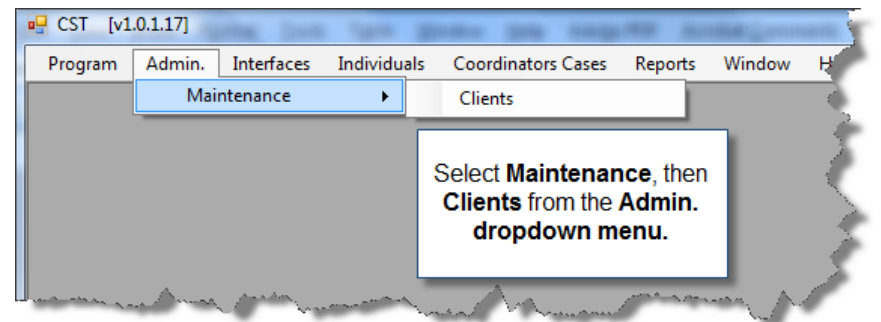 CST [v1.0.1.17]
Program Admin. Interfaces Individuals Coordinators Cases Reports Window
Maintenance Clients
Select Maintenance, then
Clients from the Admin.
dropdown menu.